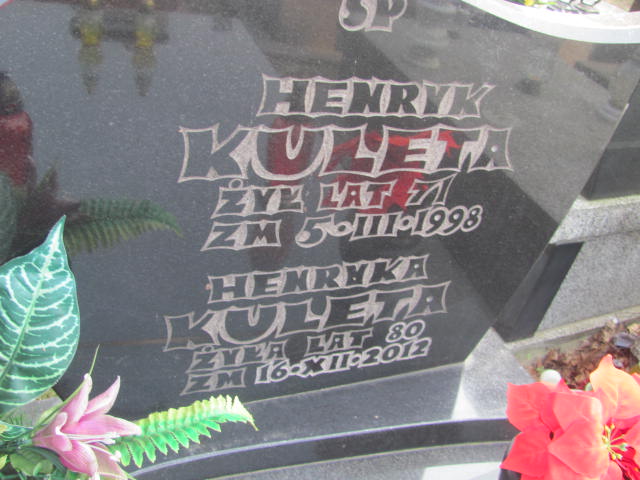 ŚP
HENRYK
KULETA
ŻYŁ LAT 71
ZM 5·III·1998
HENRYKA
KULETA
ŻYŁA LAT 80
ZM 16·XII·2012